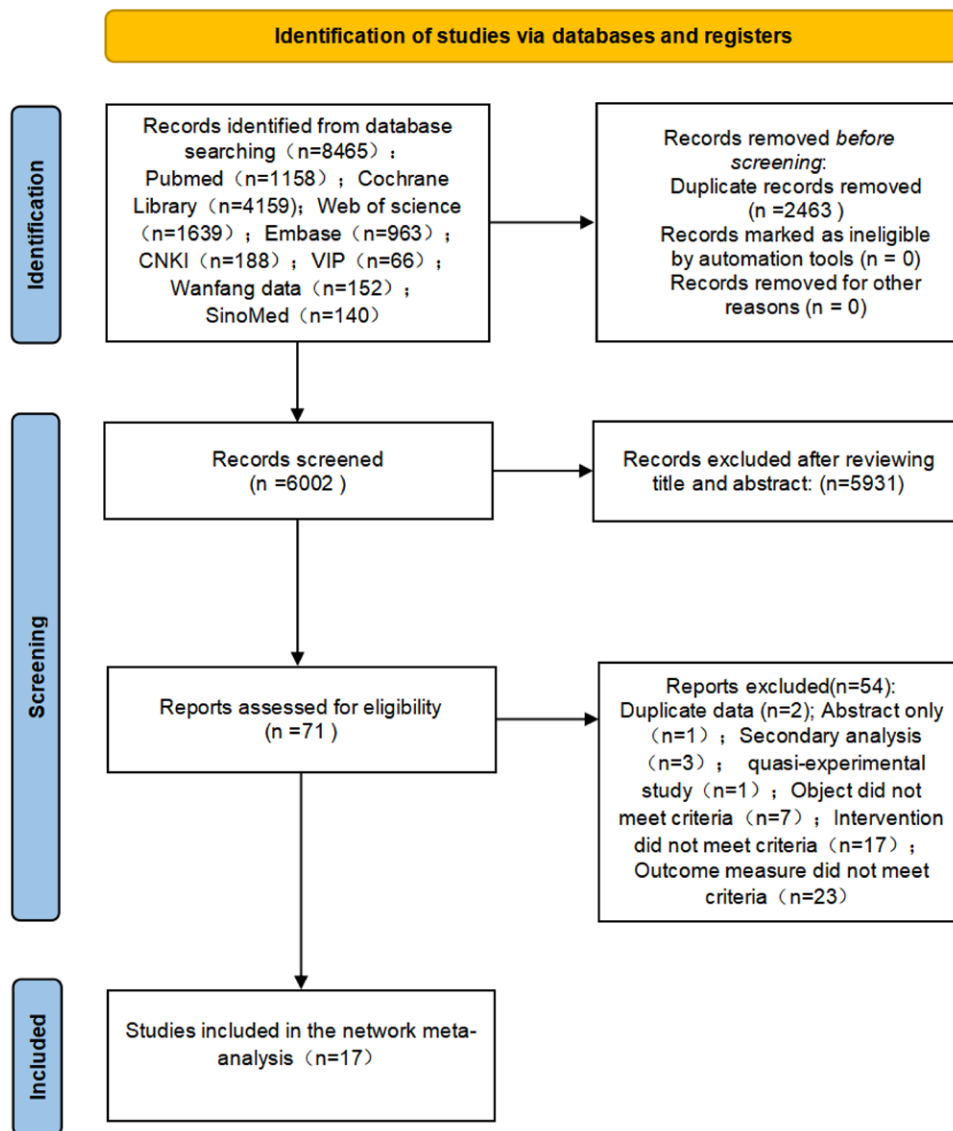 Identification of studies via databases and registers
Identification
Records identified from database
searching（n=8465）：
Pubmed（n=1158）；Cochrane
Library（n=4159)；Web of science
（n=1639）；Embase（n=963）；
CNKI（n=188）；VIP（n=66）；
Wanfang data（n=152）；
SinoMed（n=140）
Records removed before
screening:
Duplicate records removed
(n =2463 )
Records marked as ineligible
by automation tools (n = 0)
Records removed for other
reasons (n = 0)
Screening
Records screened
(n =6002 )
Records excluded after reviewing
title and abstract: (n=5931)
Reports assessed for eligibility
(n =71 )
Reports excluded(n=54):
Duplicate data (n=2); Abstract only
（n=1）；Secondary analysis
（n=3）； quasi-experimental
study（n=1）；Object did not
meet criteria（n=7）；Intervention
did not meet criteria（n=17）；
Outcome measure did not meet
criteria（n=23）
Included
Studies included in the network meta-
analysis（n=17）